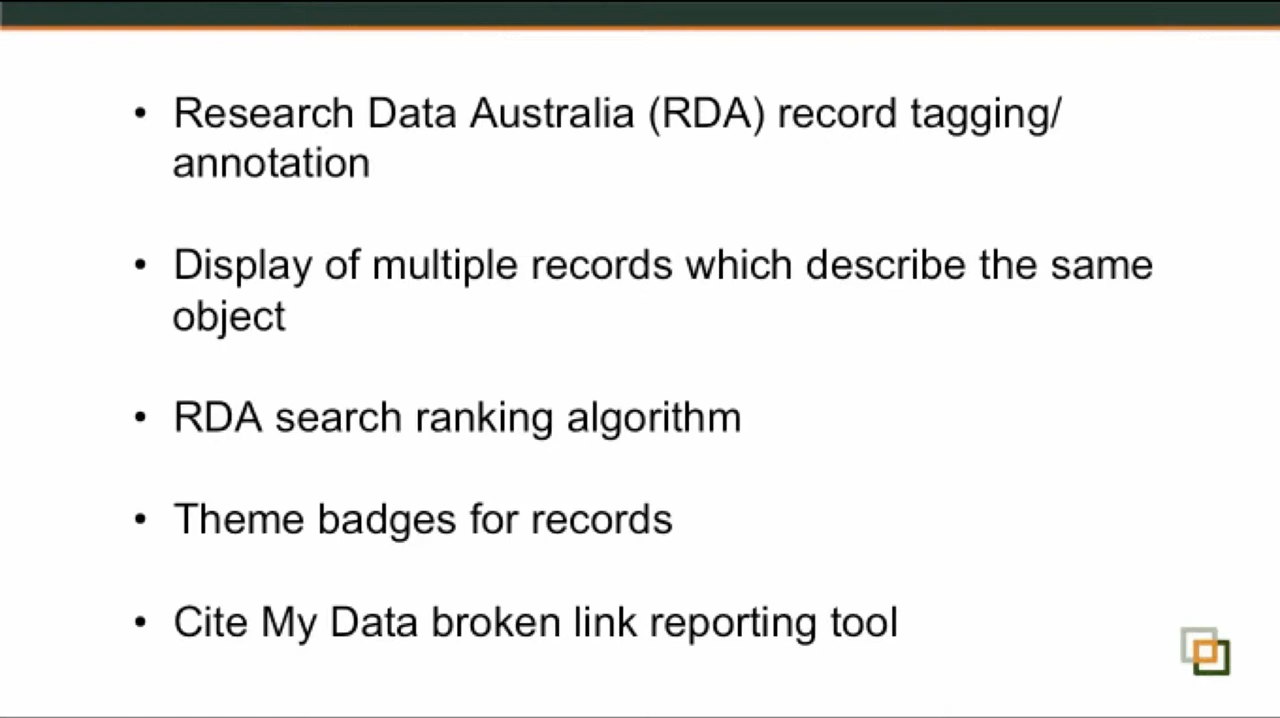 • Research Data Australia (RDA) record tagging/
annotation
• Display of multiple records which describe the same
object
• RDA search ranking algorithm
• Theme badges for records
• Cite My Data broken link reporting tool